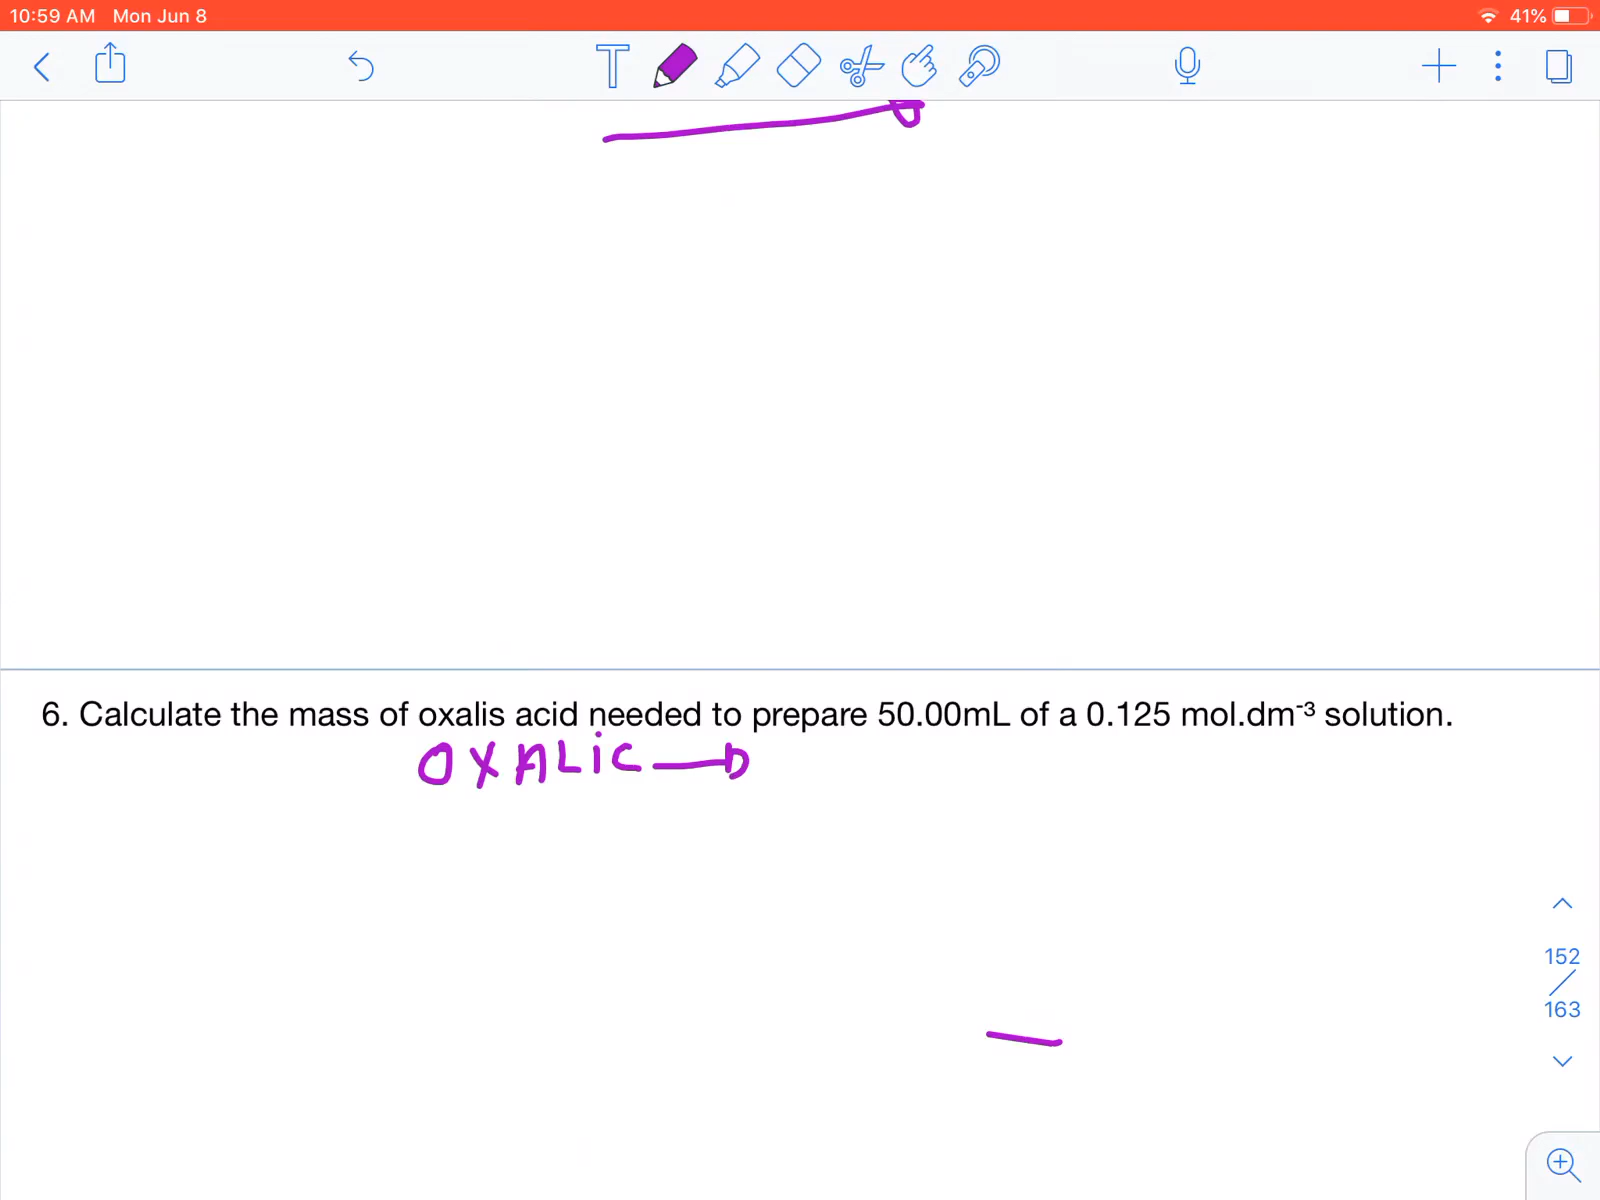 10:59 AM Mon Jun 8 41%
T
6. Calculate the mass of oxalis acid needed to prepare 50.00mL of a 0.125 mol.dm⁻³ solution.
OXALiC
152
163